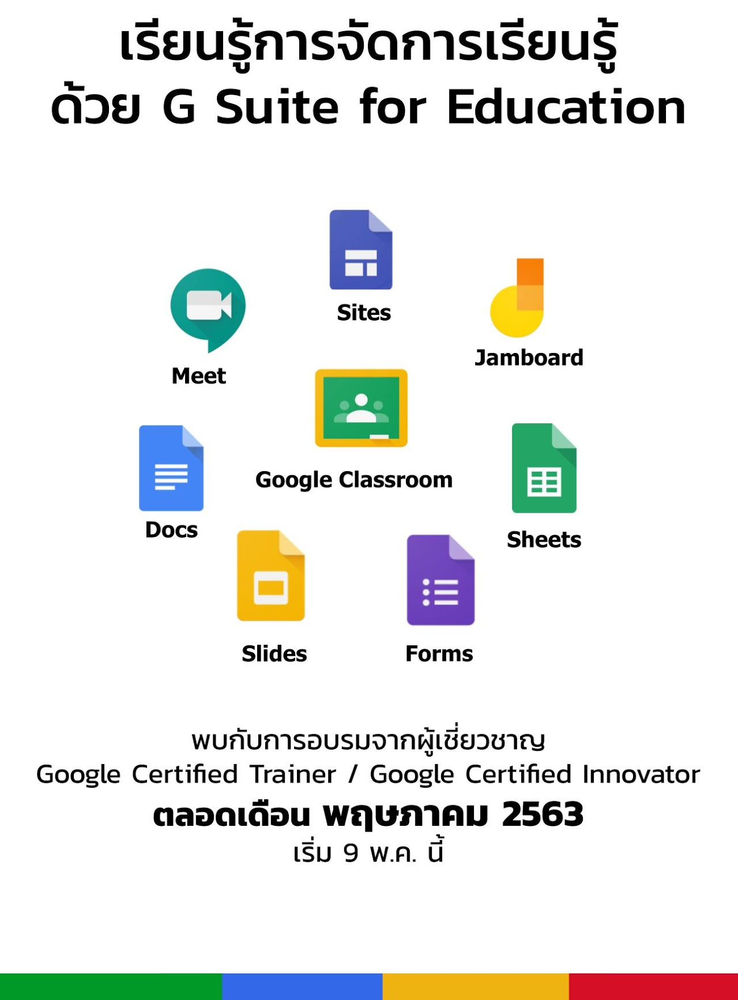 เรียนรู้การจัดการเรียนรู้
ด้วย G Suite for Education
Sites
Jamboard
Meet
Google Classroom
Docs
Sheets
Slides
Forms
พบกับการอบรมจากผู้เชี่ยวชาญ
Google Certified Trainer / Google Certified Innovator
ตลอดเดือน พฤษภาคม 2563
เริ่ม 9 พ.ค. นี้